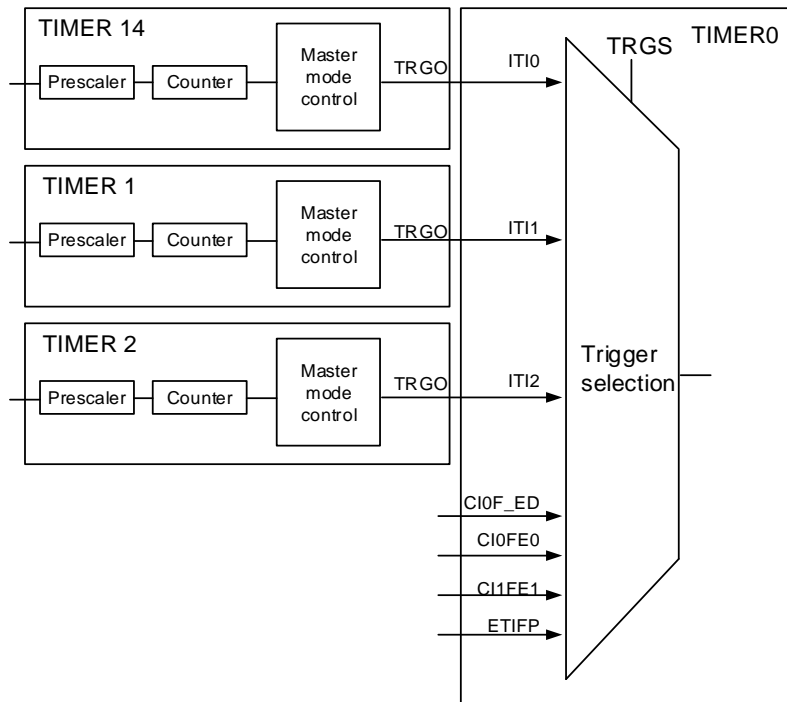 TIMER 14
Prescaler
Counter
Master
mode
control
TRGO
ITI0
TRGS
TIMER0
TIMER 1
Prescaler
Counter
Master
mode
control
TRGO
ITI1
TIMER 2
Prescaler
Counter
Master
mode
control
TRGO
ITI2
Trigger
selection
CI0F_ED
CI0FE0
CI1FE1
ETIFP